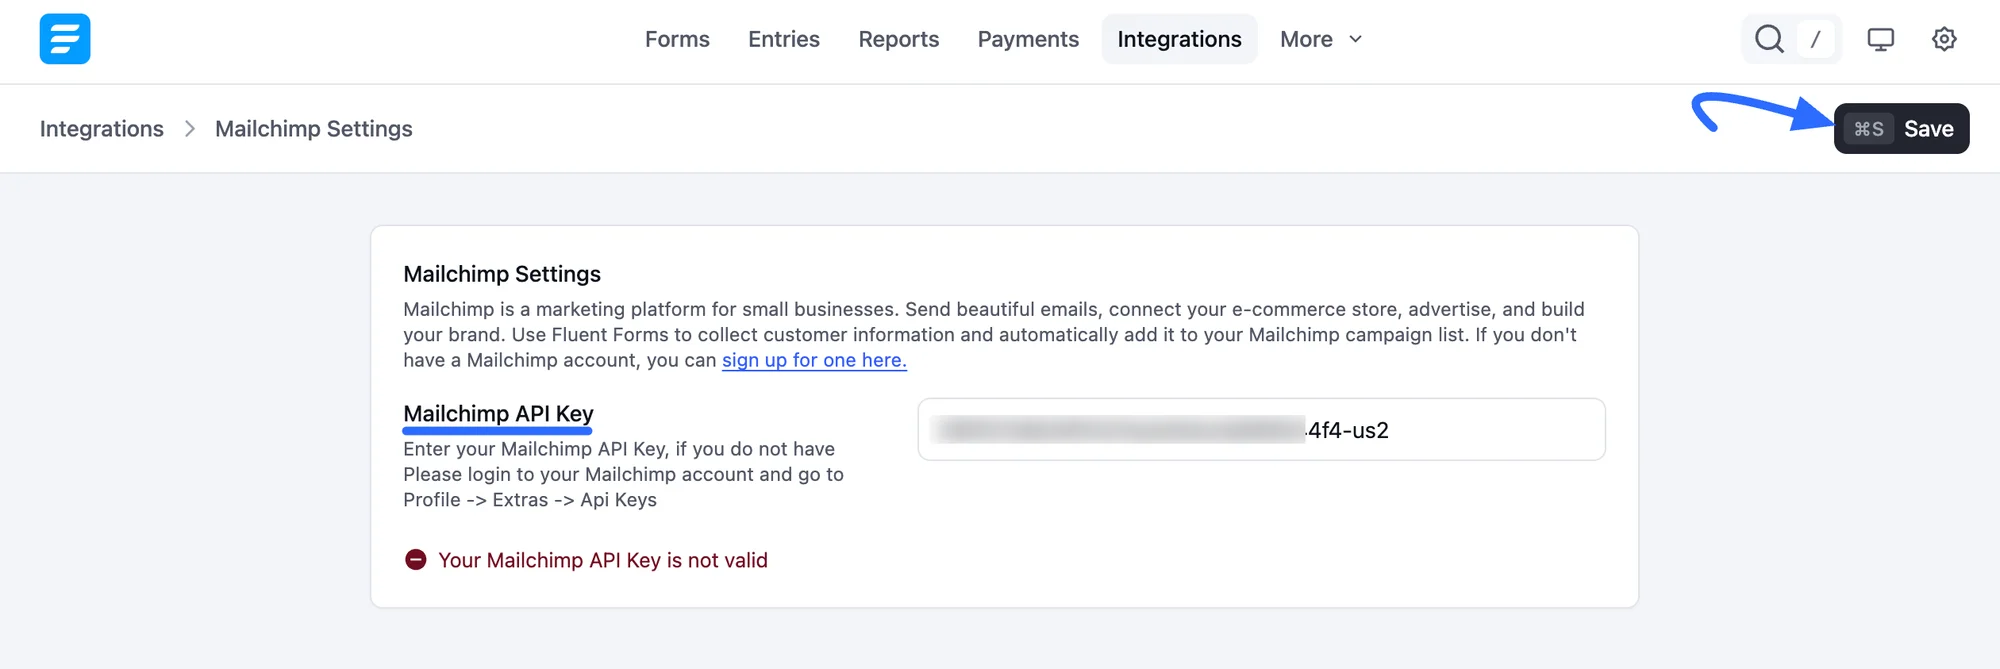 Forms Entries Reports Payments Integrations More /
Integrations > Mailchimp Settings
⌘S Save
Mailchimp Settings
Mailchimp is a marketing platform for small businesses. Send beautiful emails, connect your e-commerce store, advertise, and build
your brand. Use Fluent Forms to collect customer information and automatically add it to your Mailchimp campaign list. If you don't
have a Mailchimp account, you can sign up for one here.
Mailchimp API Key
Enter your Mailchimp API Key, if you do not have
Please login to your Mailchimp account and go to
Profile -> Extras -> Api Keys
4f4-us2
Your Mailchimp API Key is not valid